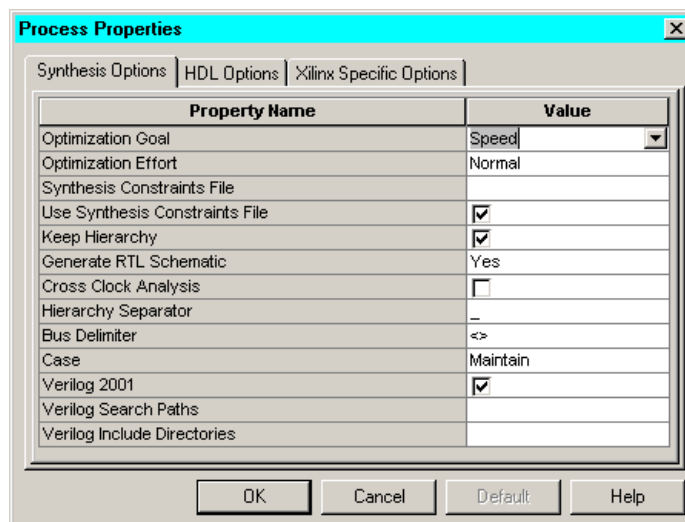 Process Properties
Synthesis Options HDL Options Xilinx Specific Options
Property Name Value
Optimization Goal Speed
Optimization Effort Normal
Synthesis Constraints File
Use Synthesis Constraints File
Keep Hierarchy
Generate RTL Schematic Yes
Cross Clock Analysis
Hierarchy Separator _
Bus Delimiter <>
Case Maintain
Verilog 2001
Verilog Search Paths
Verilog Include Directories
OK Cancel Default Help